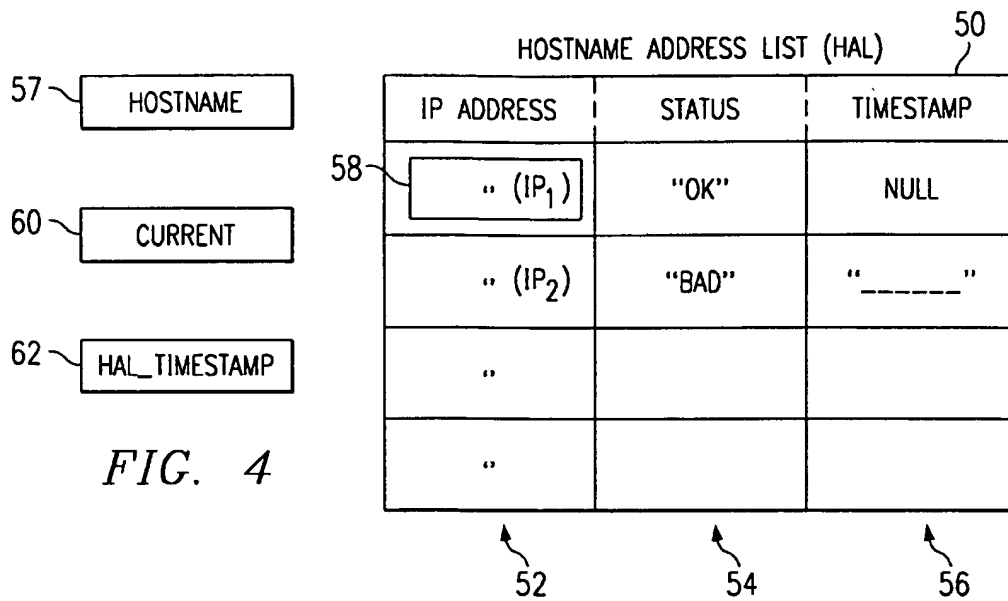 HOSTNAME ADDRESS LIST (HAL)
50
57
HOSTNAME
IP ADDRESS
STATUS
TIMESTAMP
58
" (IP1)
"OK"
NULL
60
CURRENT
" (IP2)
"BAD"
"______"
62
HAL_TIMESTAMP
"
FIG. 4
"
52
54
56